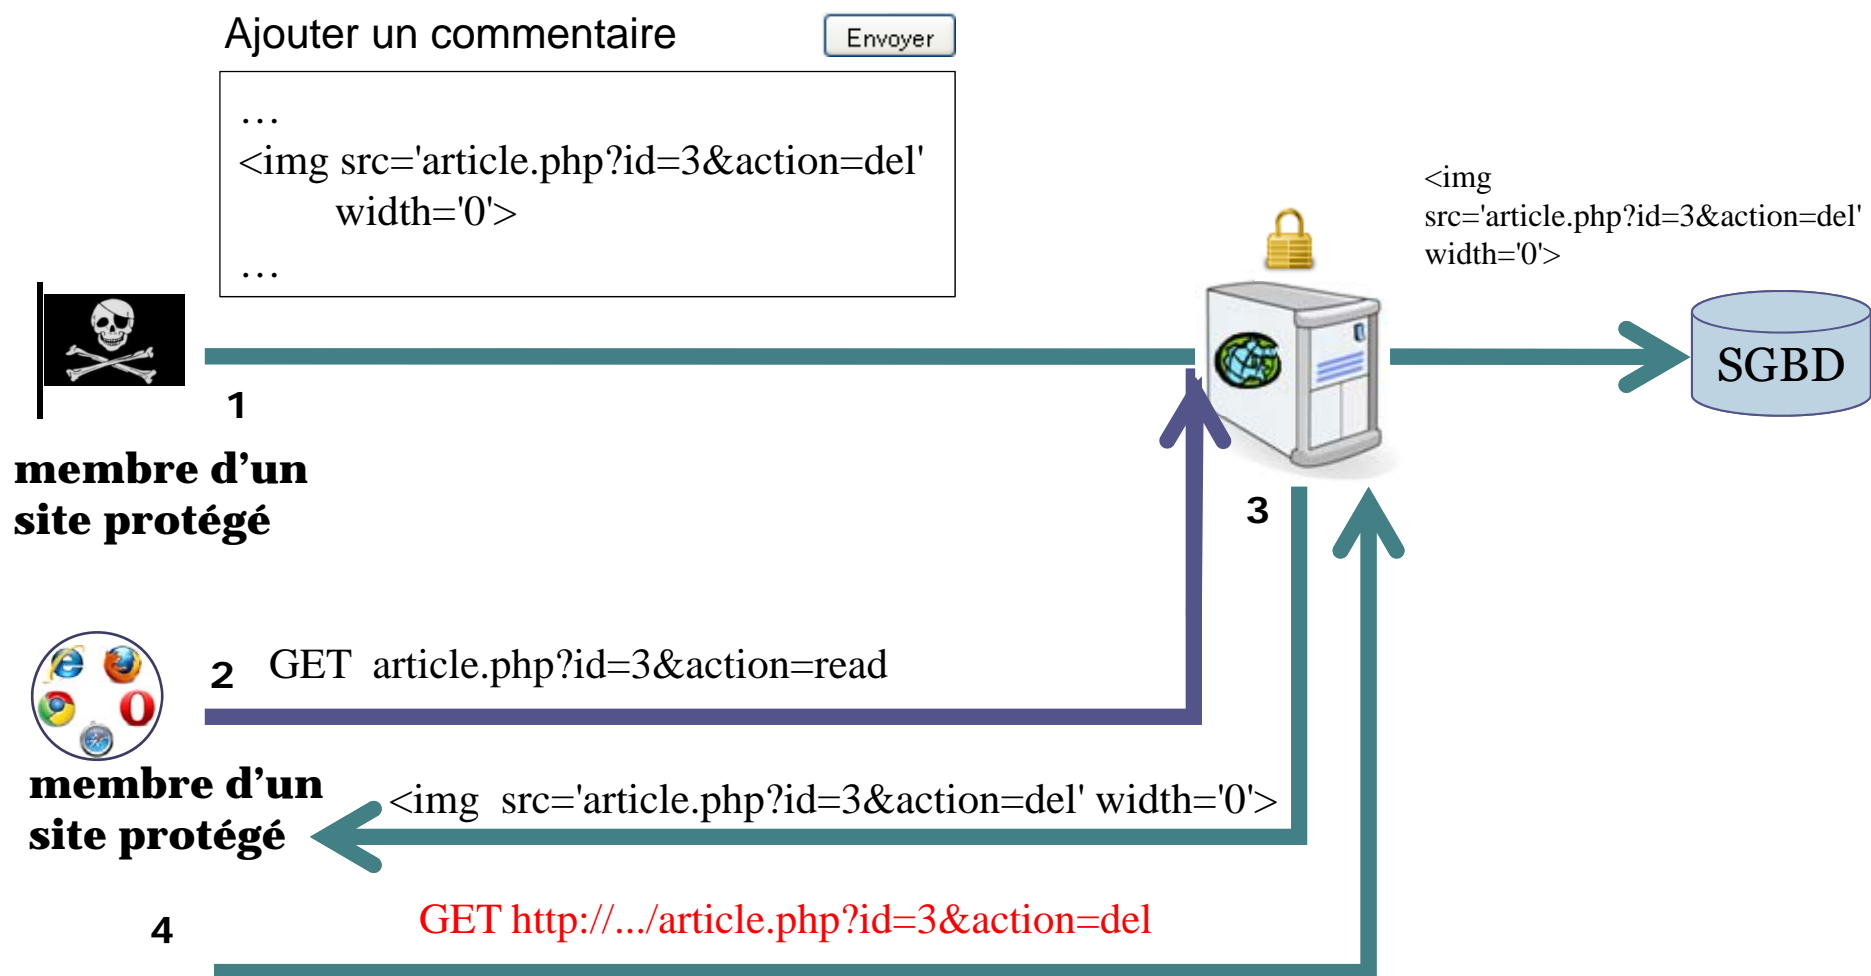 Ajouter un commentaire
Envoyer
…
<img src='article.php?id=3&action=del'
width='0'>
…
<img
src='article.php?id=3&action=del'
width='0'>
SGBD
1
membre d’un
site protégé
3
2 GET article.php?id=3&action=read
membre d’un
site protégé
<img src='article.php?id=3&action=del' width='0'>
4
GET http://.../article.php?id=3&action=del